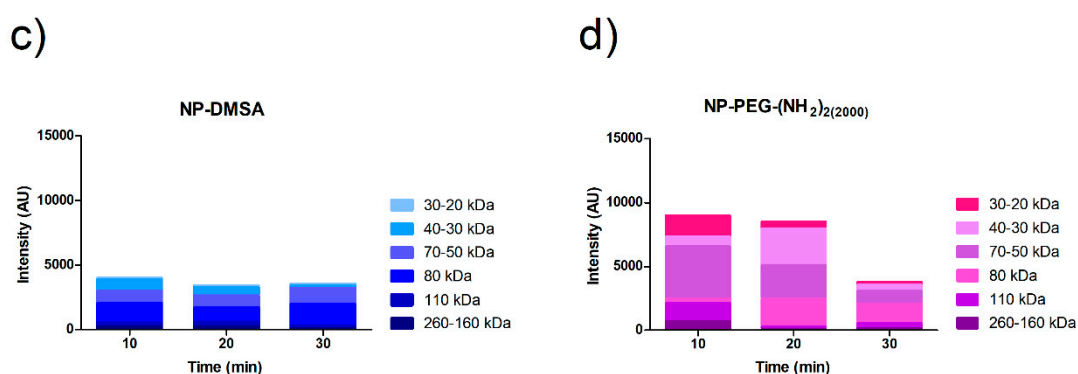 c)
NP-DMSA
15000
10000
5000
0
Intensity (AU)
10 20 30
Time (min)
30-20 kDa
40-30 kDa
70-50 kDa
80 kDa
110 kDa
260-160 kDa
d)
NP-PEG-(NH2)2(2000)
15000
10000
5000
0
Intensity (AU)
10 20 30
Time (min)
30-20 kDa
40-30 kDa
70-50 kDa
80 kDa
110 kDa
260-160 kDa